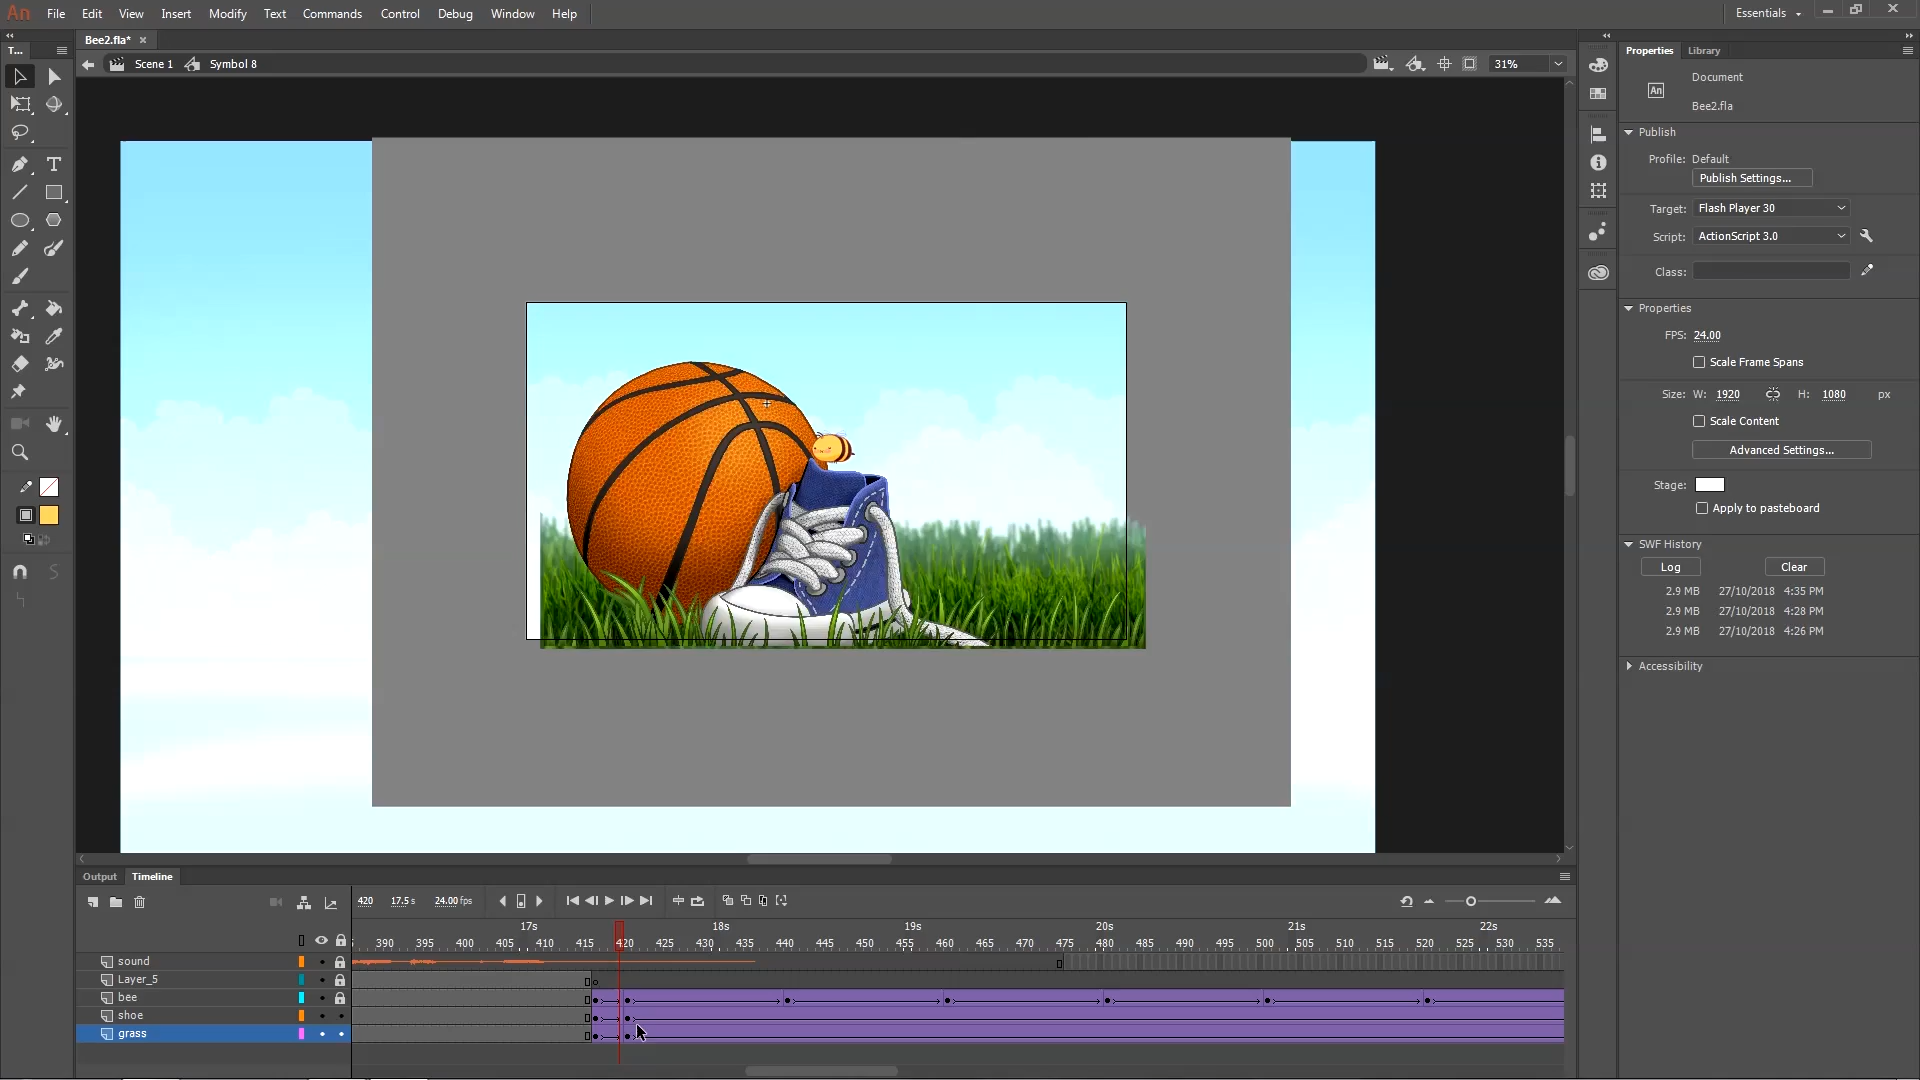 An File Edit View Insert Modify Text Commands Control Debug Window Help Essentials
T... Bee2.fla*
Scene 1 Symbol 8 31%
Properties Library
Document
An
Bee2.fla
Publish
Profile: Default
Publish Settings...
Target: Flash Player 30
Script: ActionScript 3.0
Class:
Properties
FPS: 24.00
Scale Frame Spans
Size: W: 1920 H: 1080 px
Scale Content
Advanced Settings...
Stage:
Apply to pasteboard
SWF History
Log Clear
2.9 MB 27/10/2018 4:35 PM
2.9 MB 27/10/2018 4:28 PM
2.9 MB 27/10/2018 4:26 PM
Accessibility
T
Output Timeline
420 17.5 s 24.00 fps
17s 18s 19s 20s 21s 22s
390 395 400 405 410 415 420 425 430 435 440 445 450 455 460 465 470 475 480 485 490 495 500 505 510 515 520 525 530 535
sound
Layer_5
bee
shoe
grass